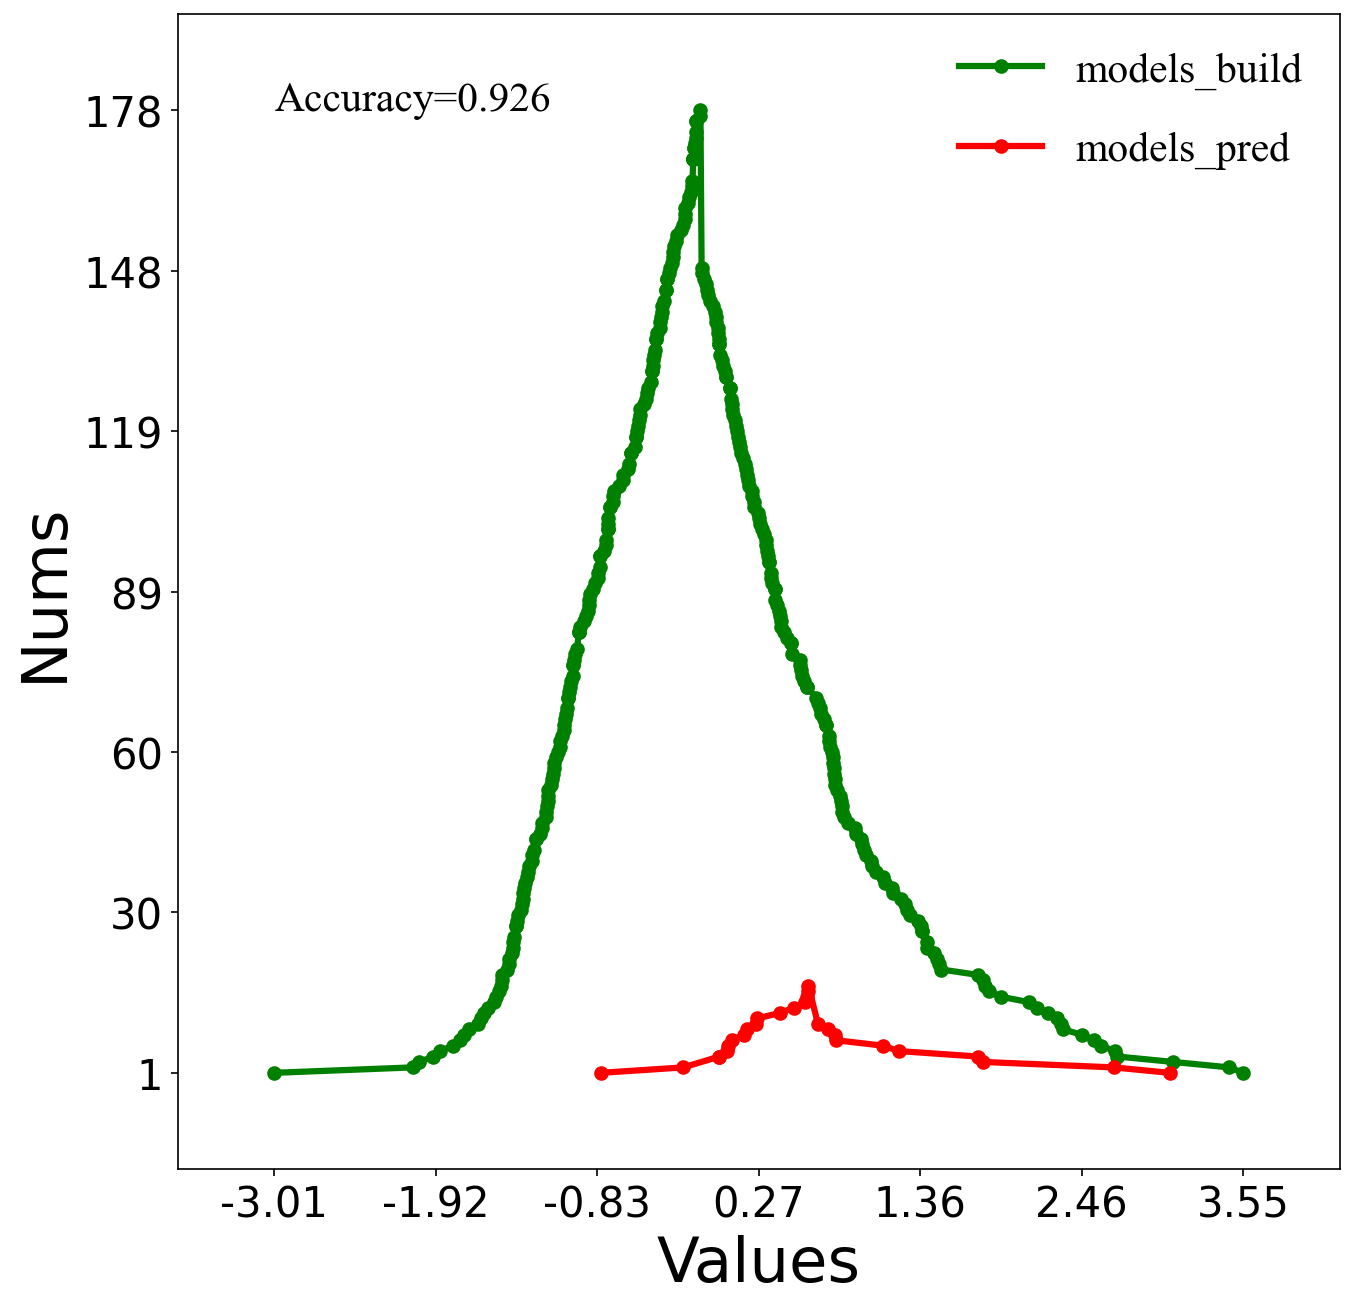 models_build
Accuracy=0.926
models_pred
178
148
119
89
60
30
1
Nums
-3.01 -1.92 -0.83 0.27 1.36 2.46 3.55
Values